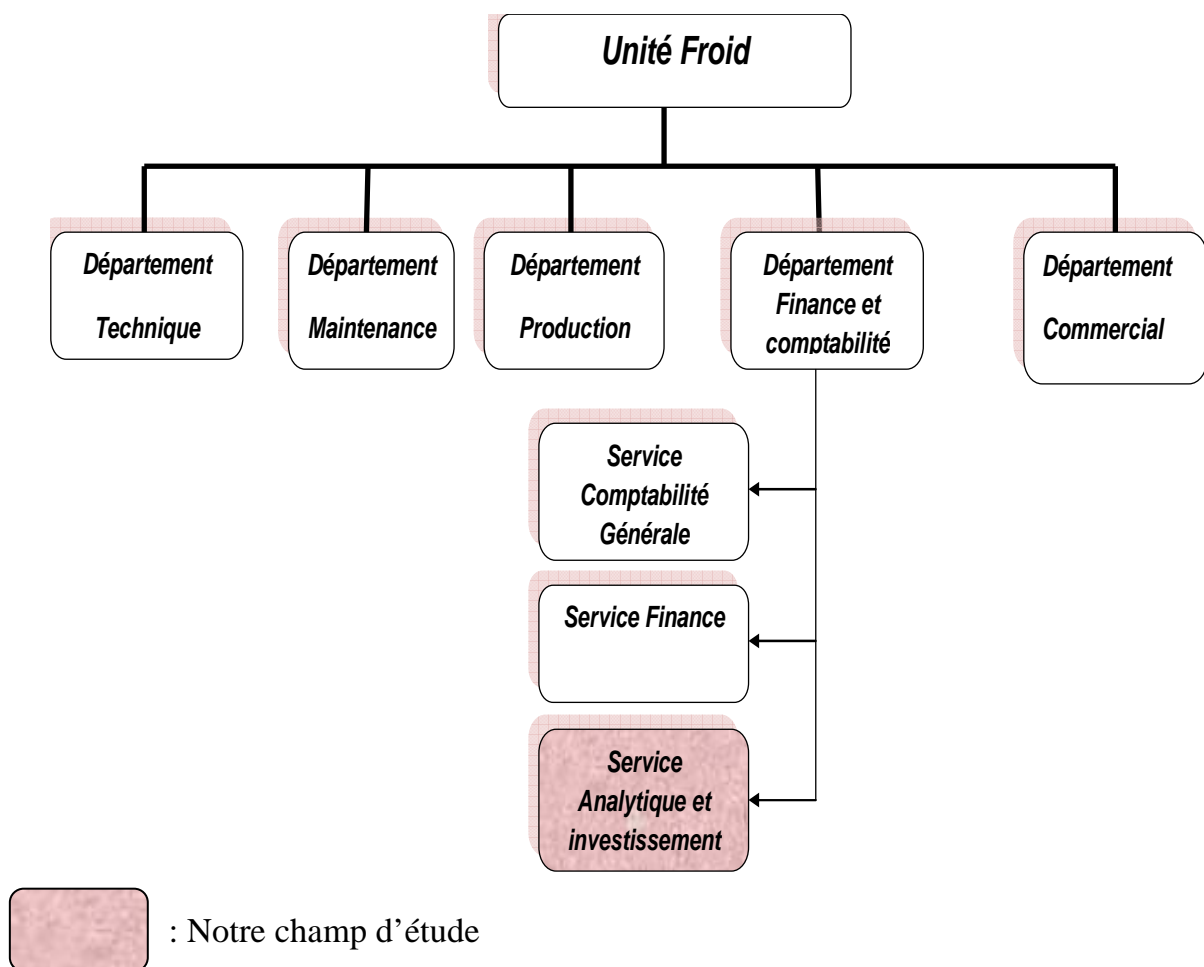 Unité Froid
Département
Technique
Département
Maintenance
Département
Production
Département
Finance et
comptabilité
Département
Commercial
Service
Comptabilité
Générale
Service Finance
Service
Analytique et
investissement
: Notre champ d’étude